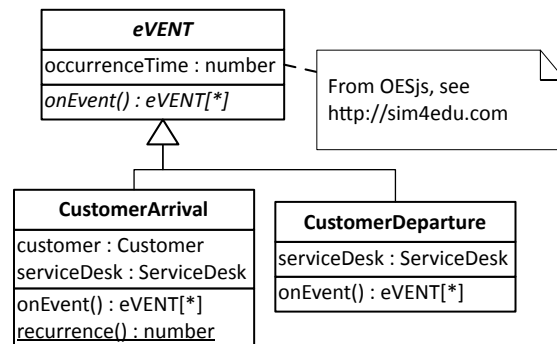 eVENT
occurrenceTime : number
onEvent() : eVENT[*]
From OESjs, see
http://sim4edu.com
CustomerArrival
customer : Customer
serviceDesk : ServiceDesk
onEvent() : eVENT[*]
recurrence() : number
CustomerDeparture
serviceDesk : ServiceDesk
onEvent() : eVENT[*]